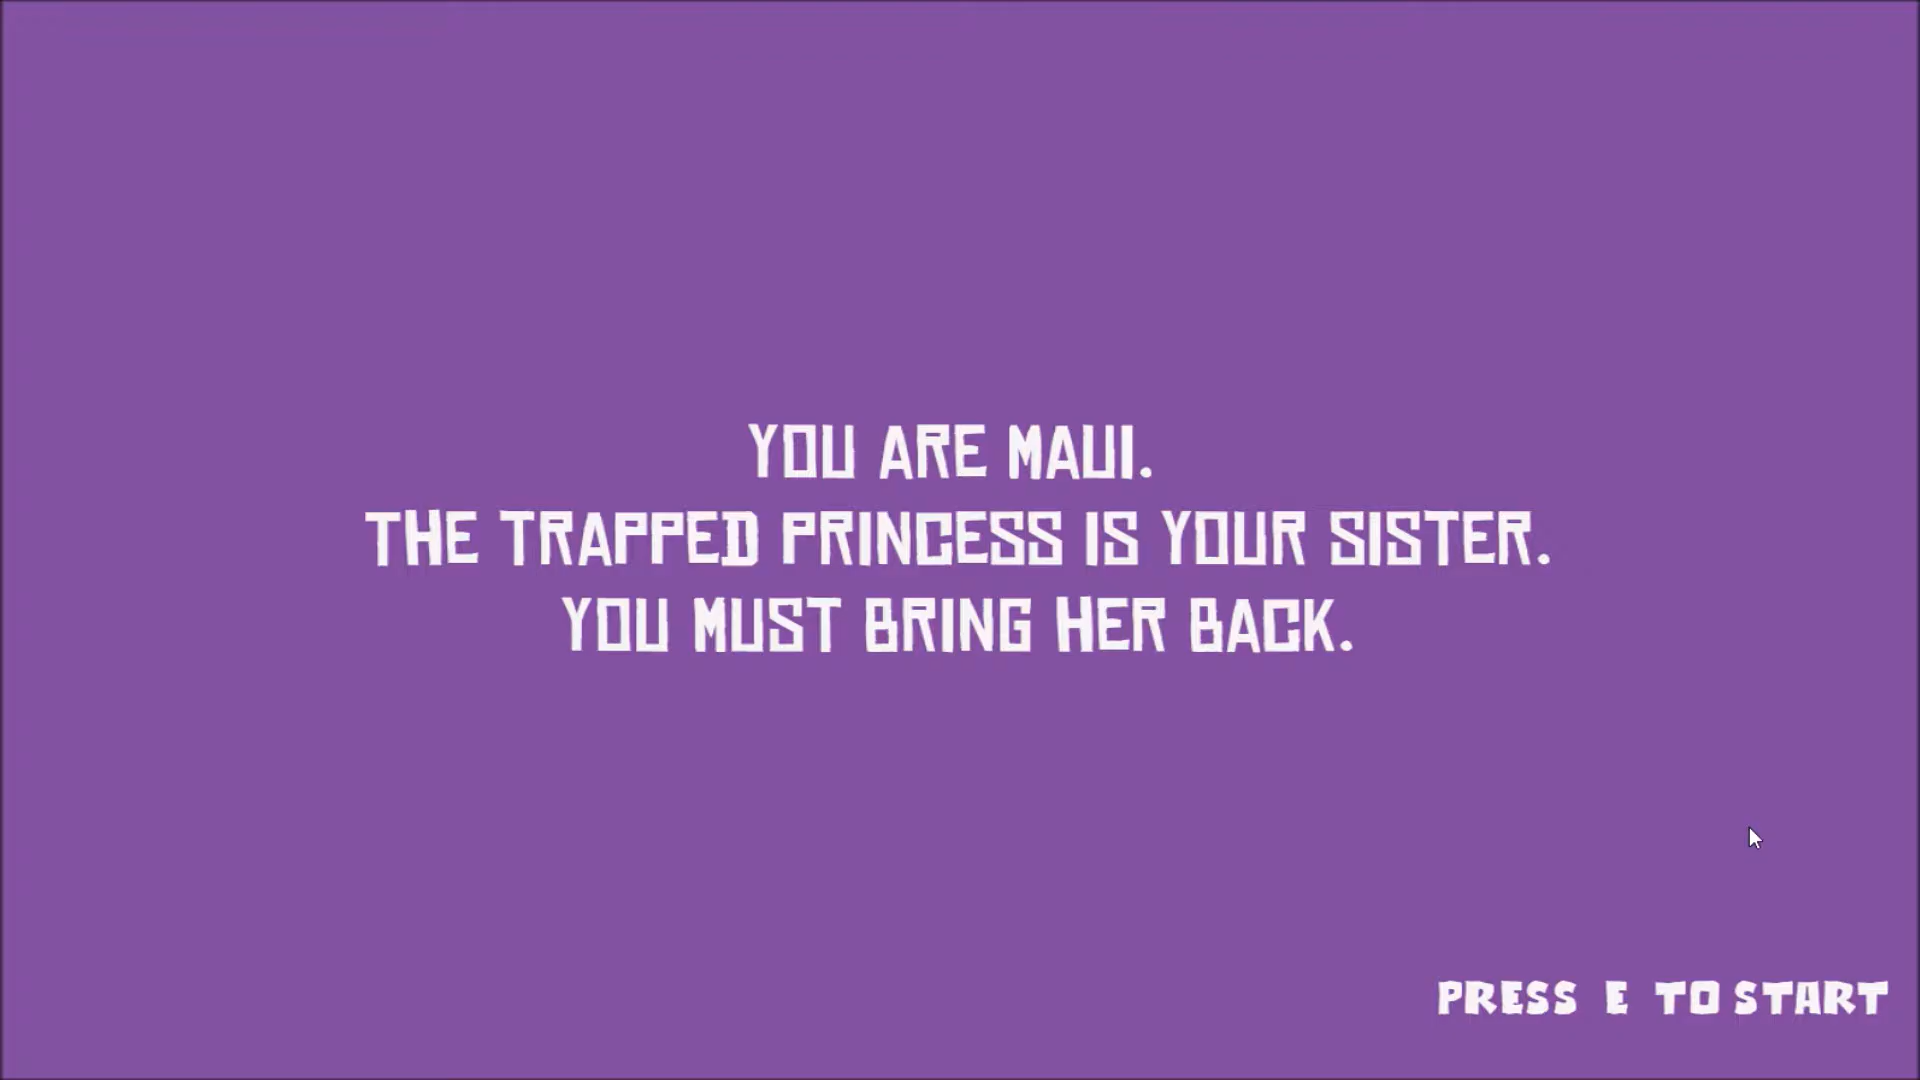 YOU ARE MAUI.
THE TRAPPED PRINCESS IS YOUR SISTER.
YOU MUST BRING HER BACK.
PRESS E TO START